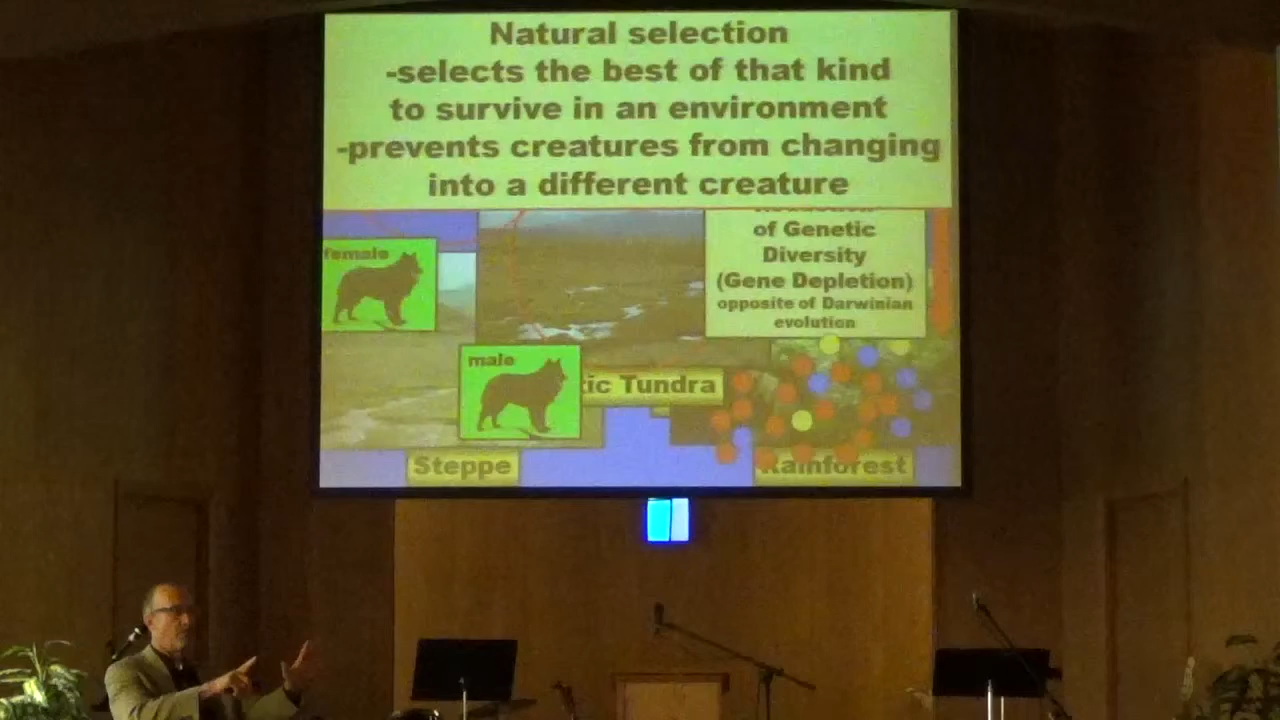 Natural selection
-selects the best of that kind
to survive in an environment
-prevents creatures from changing
into a different creature
of Genetic
Diversity
(Gene Depletion)
opposite of Darwinian
evolution
female
male
tic Tundra
Steppe
Rainforest